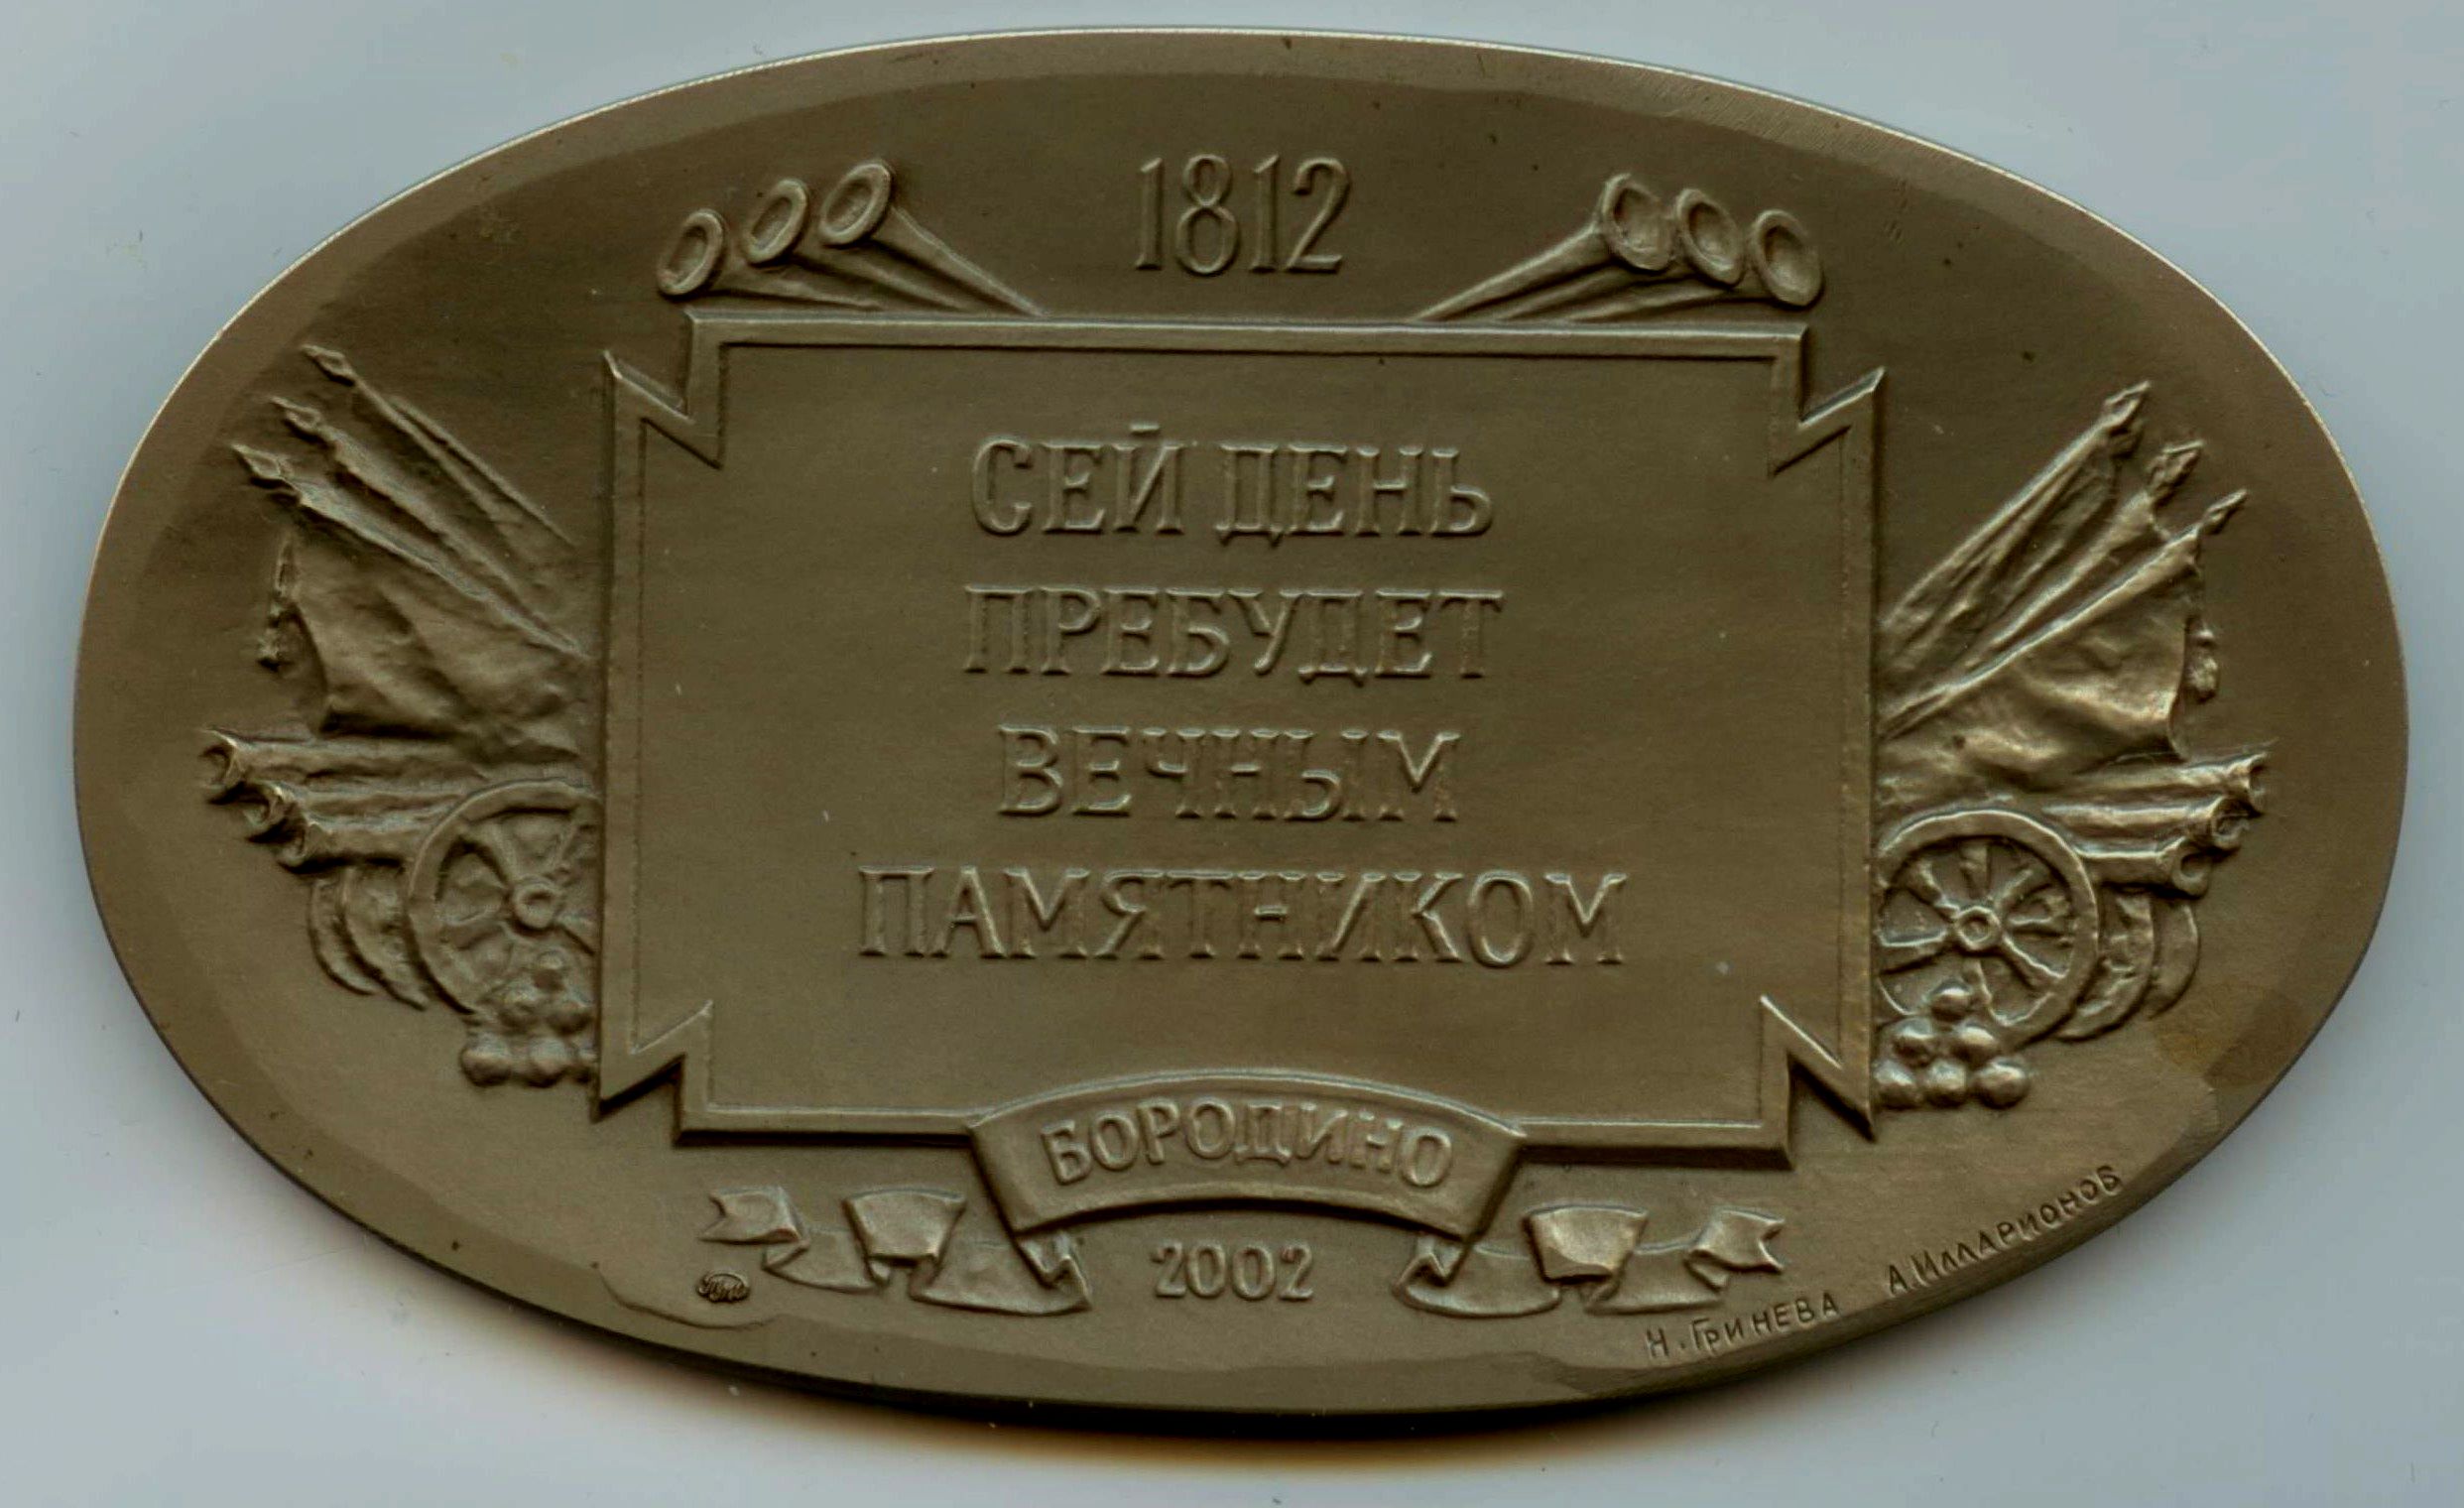 1812
СЕЙ ДЕНЬ
ПРЕБУДЕТ
ВЕЧНЫМ
ПАМЯТНИКОМ
БОРОДИНО
2002
Н. ГРИНЕВА А. ИЛЛАРИОНОВ